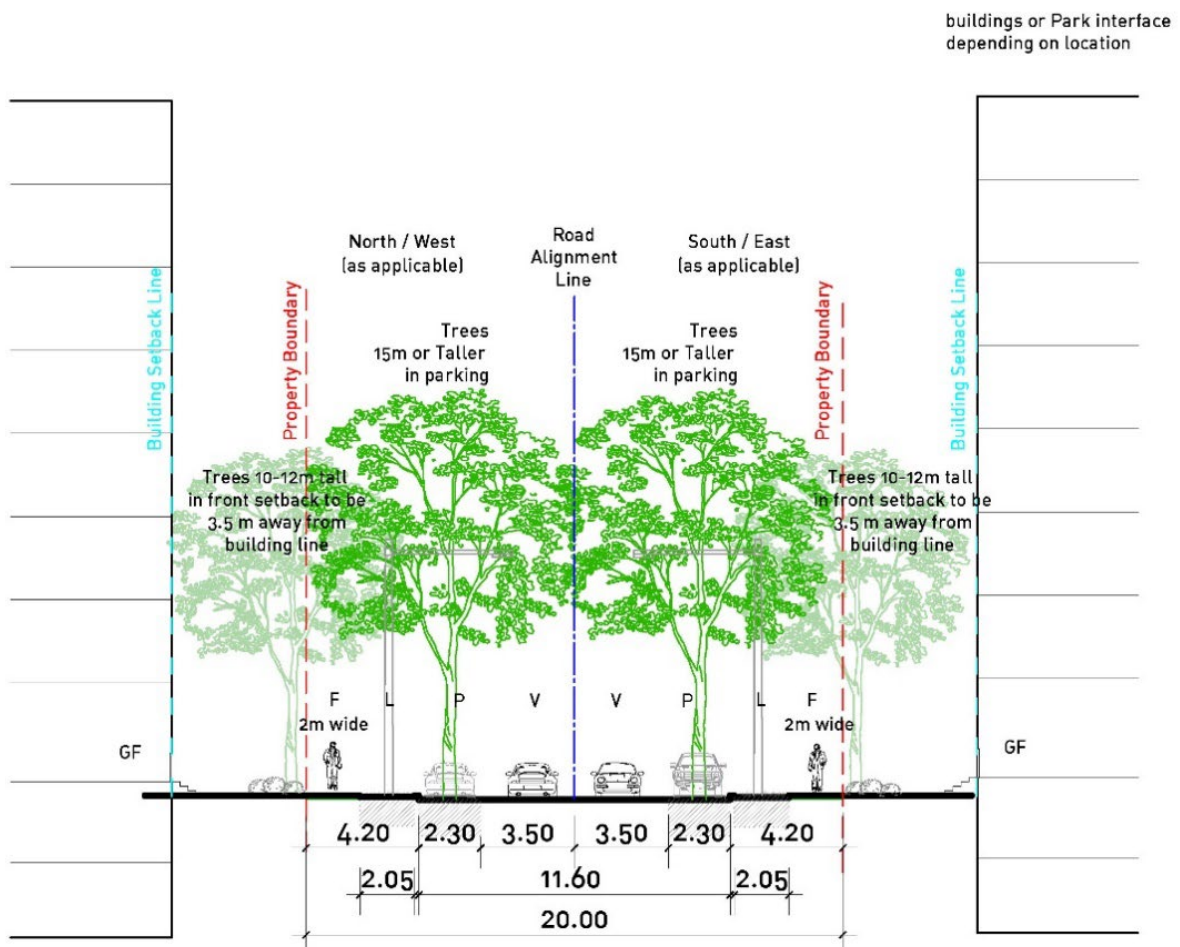 buildings or Park interface
depending on location
North / West
(as applicable)
Road
Alignment
Line
South / East
(as applicable)
Building Setback Line
Property Boundary
Property Boundary
Building Setback Line
Trees
15m or Taller
in parking
Trees
15m or Taller
in parking
Trees 10-12m tall
in front setback to be
3.5 m away from
building line
Trees 10-12m tall
in front setback to be
3.5 m away from
building line
F L P V V P L F
2m wide 2m wide
GF GF
4.20 2.30 3.50 3.50 2.30 4.20
2.05 11.60 2.05
20.00